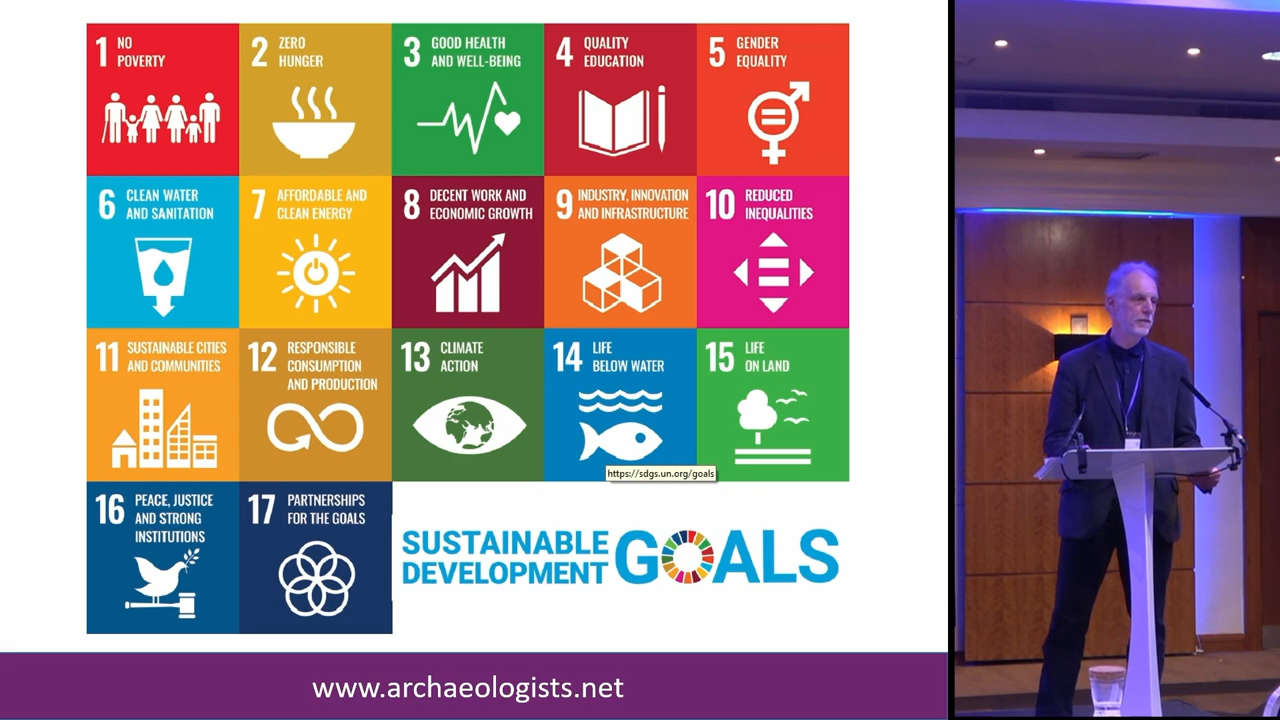 1 NO
POVERTY
2 ZERO
HUNGER
3 GOOD HEALTH
AND WELL-BEING
4 QUALITY
EDUCATION
5 GENDER
EQUALITY
6 CLEAN WATER
AND SANITATION
7 AFFORDABLE AND
CLEAN ENERGY
8 DECENT WORK AND
ECONOMIC GROWTH
9 INDUSTRY, INNOVATION
AND INFRASTRUCTURE
10 REDUCED
INEQUALITIES
11 SUSTAINABLE CITIES
AND COMMUNITIES
12 RESPONSIBLE
CONSUMPTION
AND PRODUCTION
13 CLIMATE
ACTION
14 LIFE
BELOW WATER
15 LIFE
ON LAND
https://sdgs.un.org/goals
16 PEACE, JUSTICE
AND STRONG
INSTITUTIONS
17 PARTNERSHIPS
FOR THE GOALS
SUSTAINABLE
DEVELOPMENT
GOALS
www.archaeologists.net